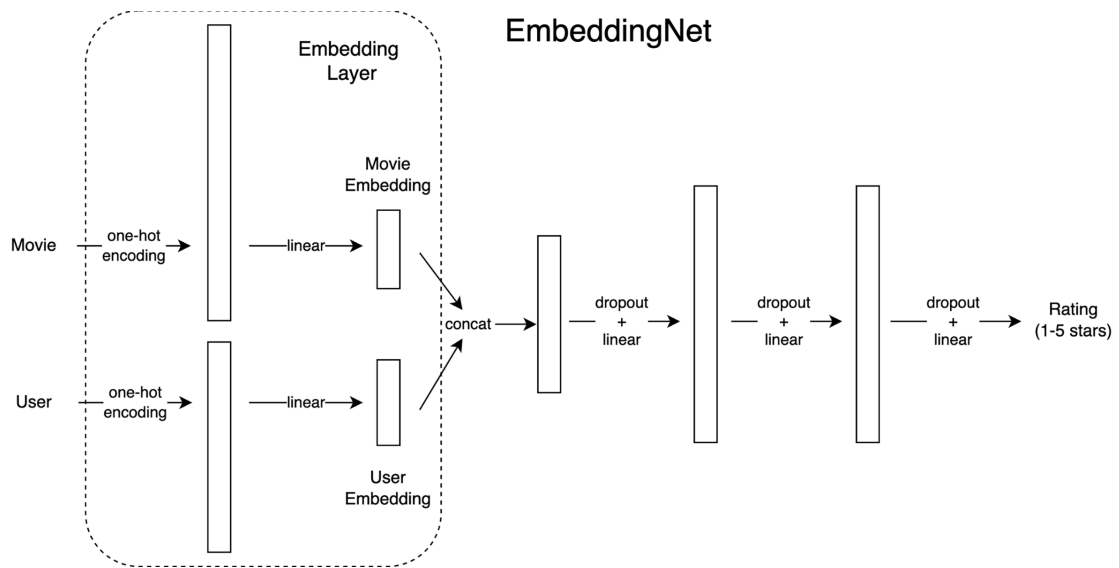 EmbeddingNet
Embedding
Layer
Movie
one-hot
encoding
linear
Movie
Embedding
User
one-hot
encoding
linear
User
Embedding
concat
dropout
+
linear
dropout
+
linear
dropout
+
linear
Rating
(1-5 stars)